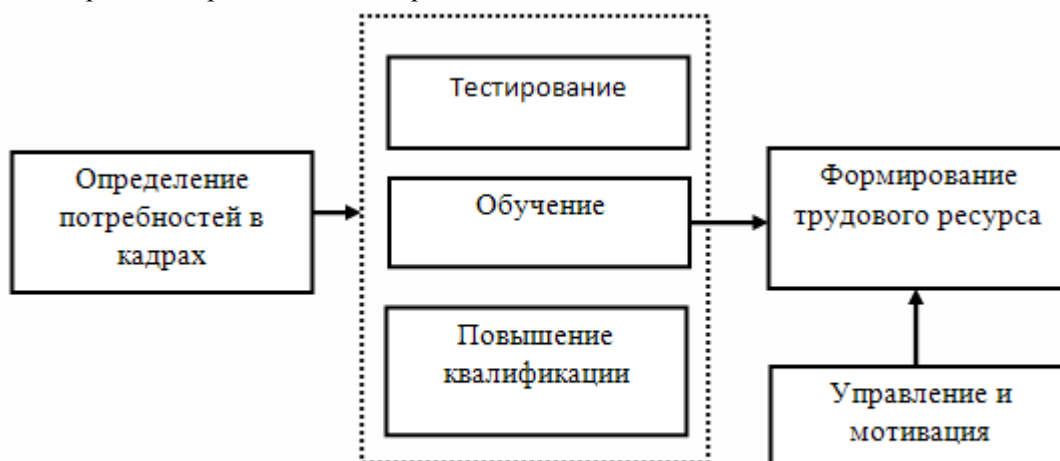 Тестирование
Определение
потребностей в
кадрах
Обучение
Повышение
квалификации
Формирование
трудового ресурса
Управление и
мотивация